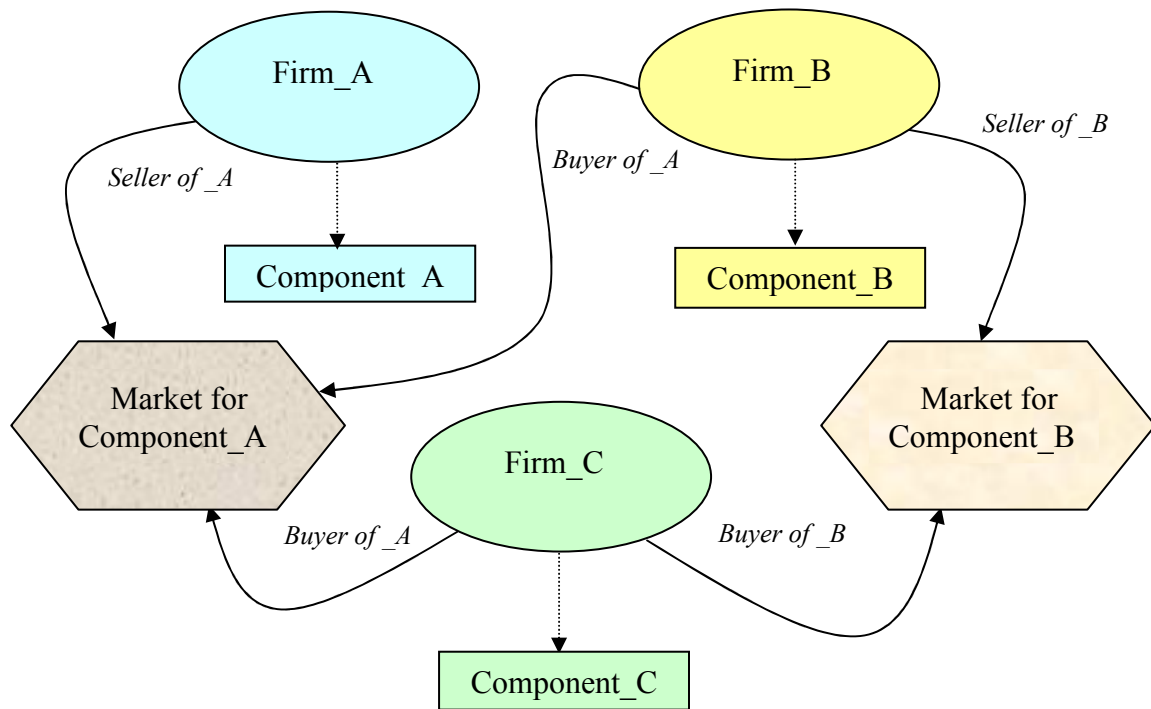 Firm_A
Firm_B
Seller of _B
Buyer of _A
Seller of _A
Component_A
Component_B
Market for
Component_A
Market for
Component_B
Firm_C
Buyer of _A
Buyer of _B
Component_C